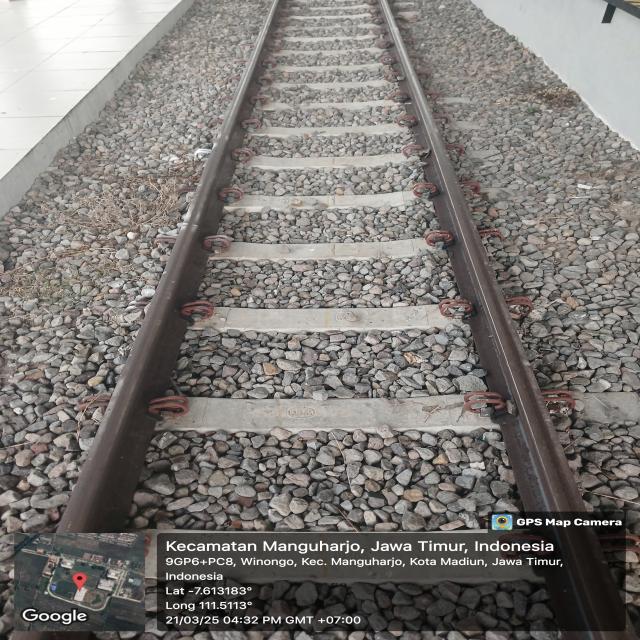 GPS Map Camera
Kecamatan Manguharjo, Jawa Timur, Indonesia
9GP6+PC8, Winongo, Kec. Manguharjo, Kota Madiun, Jawa Timur,
Indonesia
Lat -7.613183°
Long 111.5113°
21/03/25 04:32 PM GMT +07:00
Google